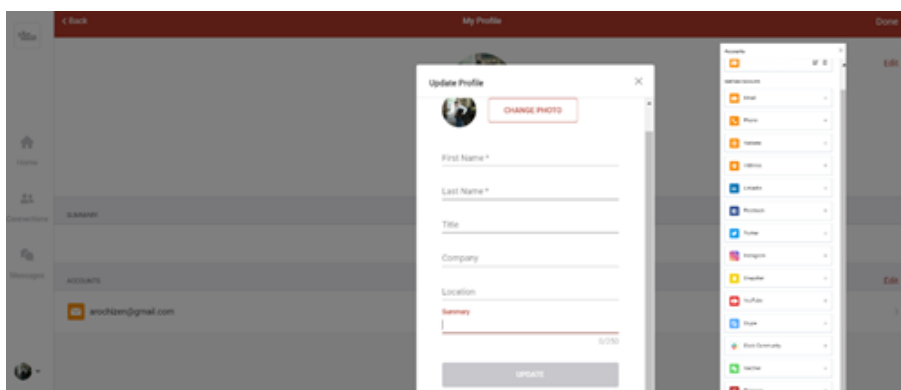 < Back
My Profile
Done
Edit
Home
Connections
Messages
SUMMARY
ACCOUNTS
Edit
arochizen@gmail.com
Update Profile
CHANGE PHOTO
First Name *
Last Name *
Title
Company
Location
Summary
0/250
UPDATE
Accounts
Email
Phone
Website
Address
LinkedIn
Facebook
Twitter
Instagram
Snapchat
YouTube
Skype
WeChat